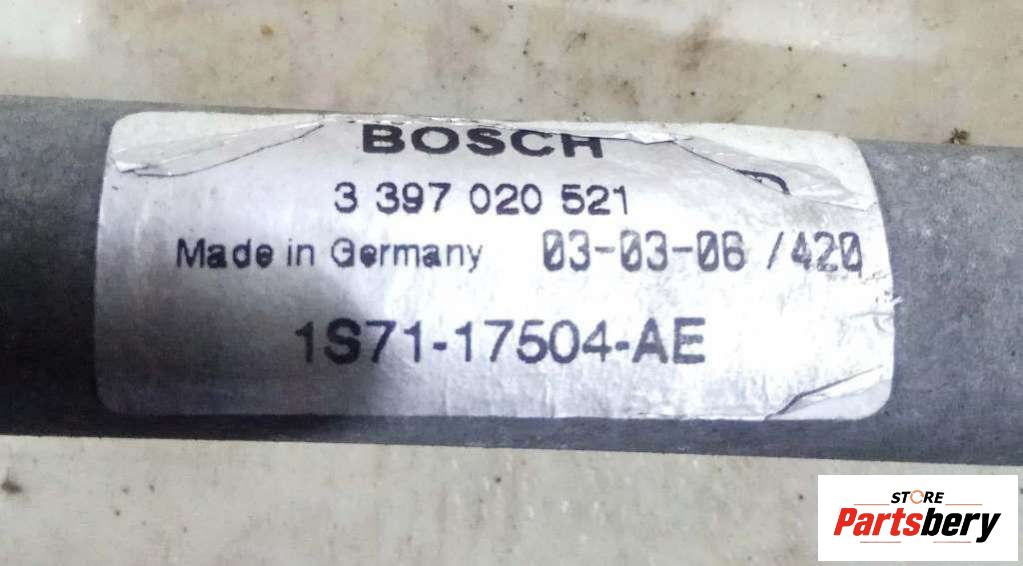 BOSCH
3 397 020 521
Made in Germany 03-03-06 /420
1S71-17504-AE
STORE
Partsbery